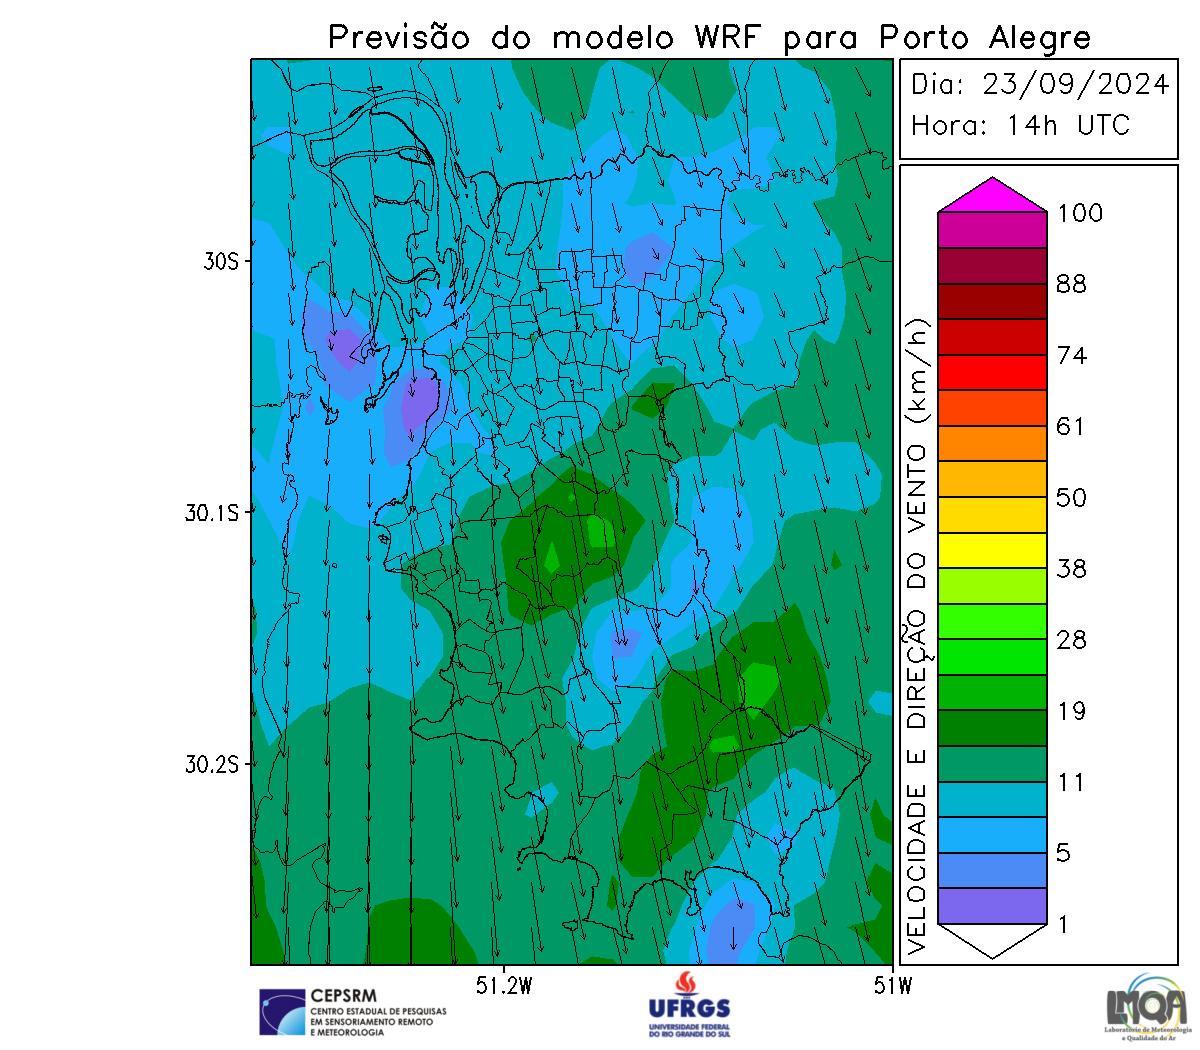 Previsão do modelo WRF para Porto Alegre
Dia: 23/09/2024
Hora: 14h UTC
30S
30.1S
30.2S
51.2W
51W
VELOCIDADE E DIREÇÃO DO VENTO (km/h)
100
88
74
61
50
38
28
19
11
5
1
CEPSRM
CENTRO ESTADUAL DE PESQUISAS
EM SENSORIAMENTO REMOTO
E METEOROLOGIA
UFRGS
UNIVERSIDADE FEDERAL
DO RIO GRANDE DO SUL
LMQA
Laboratório de Meteorologia
e Qualidade do Ar